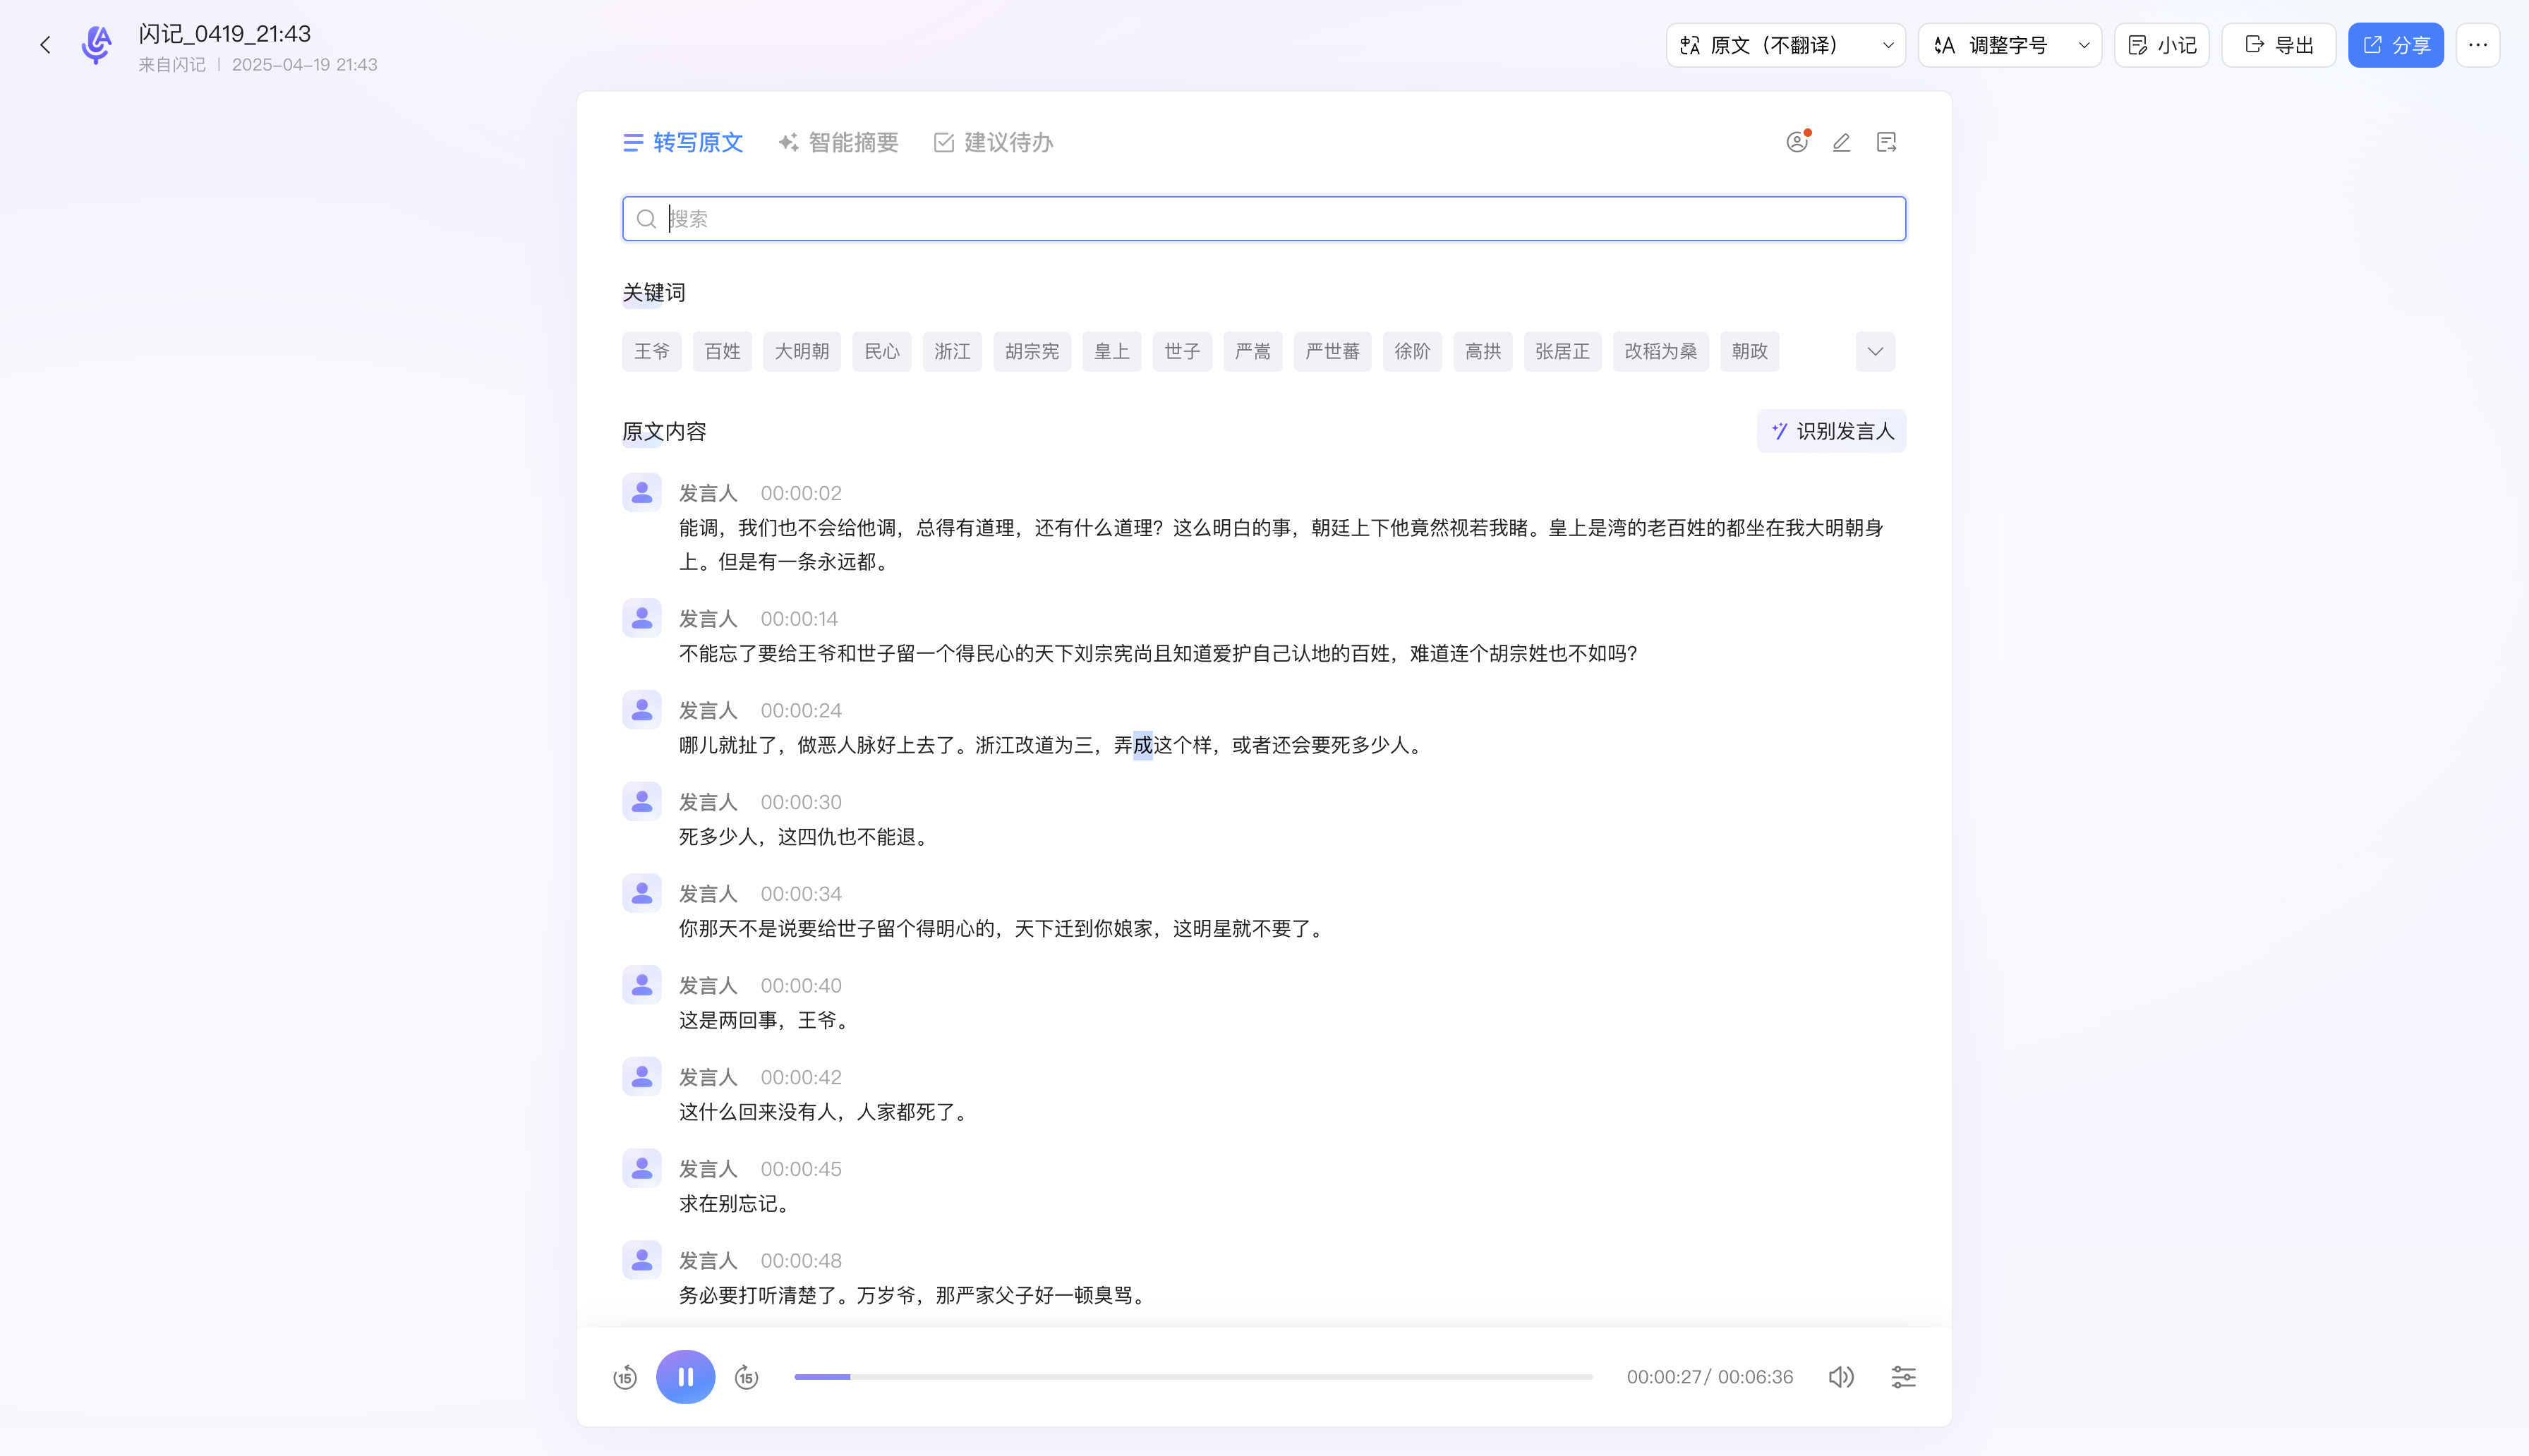 闪记_0419_21:43
来自闪记 | 2025-04-19 21:43
原文（不翻译）
调整字号
小记
导出
分享
转写原文
智能摘要
建议待办
搜索
关键词
王爷 百姓 大明朝 民心 浙江 胡宗宪 皇上 世子 严嵩 严世蕃 徐阶 高拱 张居正 改稻为桑 朝政
原文内容
识别发言人
发言人 00:00:02
能调，我们也不会给他调，总得有道理，还有什么道理？这么明白的事，朝廷上下他竟然视若我睹。皇上是湾的老百姓的都坐在我大明朝身
上。但是有一条永远都。
发言人 00:00:14
不能忘了要给王爷和世子留一个得民心的天下刘宗宪尚且知道爱护自己认地的百姓，难道连个胡宗姓也不如吗？
发言人 00:00:24
哪儿就扯了，做恶人脉好上去了。浙江改道为三，弄成这个样，或者还会要死多少人。
发言人 00:00:30
死多少人，这四仇也不能退。
发言人 00:00:34
你那天不是说要给世子留个得明心的，天下迁到你娘家，这明星就不要了。
发言人 00:00:40
这是两回事，王爷。
发言人 00:00:42
这什么回来没有人，人家都死了。
发言人 00:00:45
求在别忘记。
发言人 00:00:48
务必要打听清楚了。万岁爷，那严家父子好一顿臭骂。
15
15
00:00:27/ 00:06:36